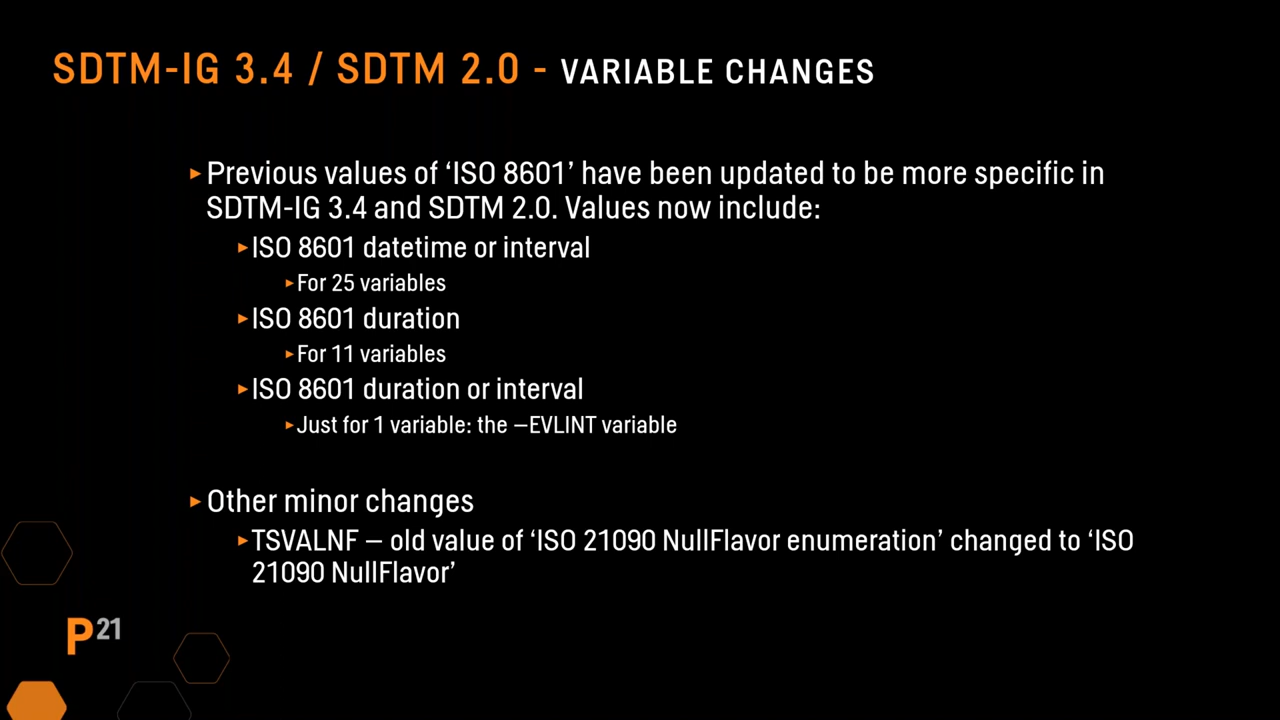 SDTM-IG 3.4 / SDTM 2.0 - VARIABLE CHANGES
▸Previous values of ‘ISO 8601’ have been updated to be more specific in
SDTM-IG 3.4 and SDTM 2.0. Values now include:
▸ISO 8601 datetime or interval
▸For 25 variables
▸ISO 8601 duration
▸For 11 variables
▸ISO 8601 duration or interval
▸Just for 1 variable: the –EVLINT variable
▸Other minor changes
▸TSVALNF – old value of ‘ISO 21090 NullFlavor enumeration’ changed to ‘ISO
21090 NullFlavor’
P21